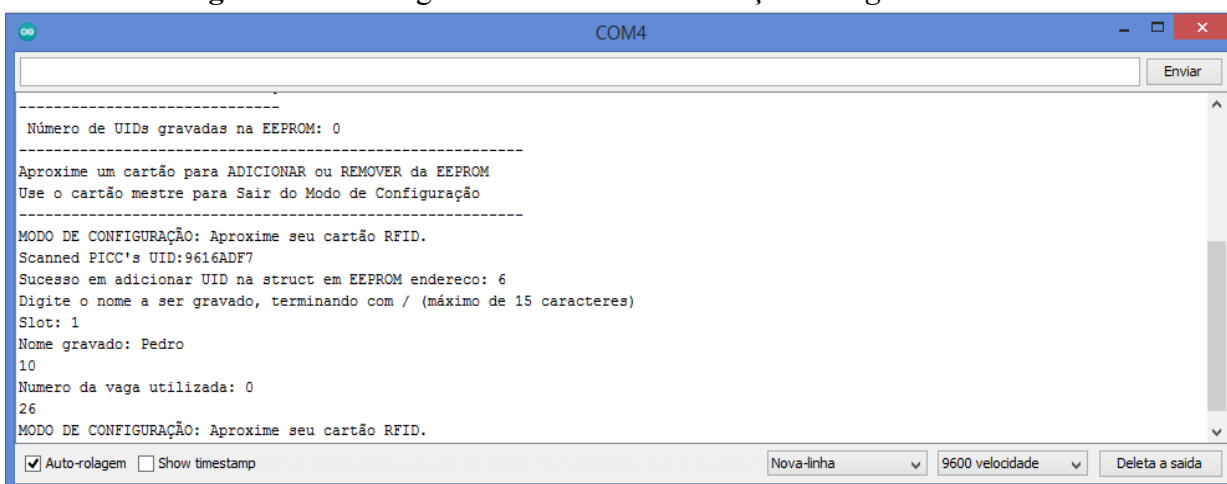 COM4
Enviar
------------------------------
Número de UIDs gravadas na EEPROM: 0
----------------------------------------------------------
Aproxime um cartão para ADICIONAR ou REMOVER da EEPROM
Use o cartão mestre para Sair do Modo de Configuração
----------------------------------------------------------
MODO DE CONFIGURAÇÃO: Aproxime seu cartão RFID.
Scanned PICC's UID:9616ADF7
Sucesso em adicionar UID na struct em EEPROM endereco: 6
Digite o nome a ser gravado, terminando com / (máximo de 15 caracteres)
Slot: 1
Nome gravado: Pedro
10
Numero da vaga utilizada: 0
26
MODO DE CONFIGURAÇÃO: Aproxime seu cartão RFID.
Auto-rolagem Show timestamp Nova-linha 9600 velocidade Deleta a saida